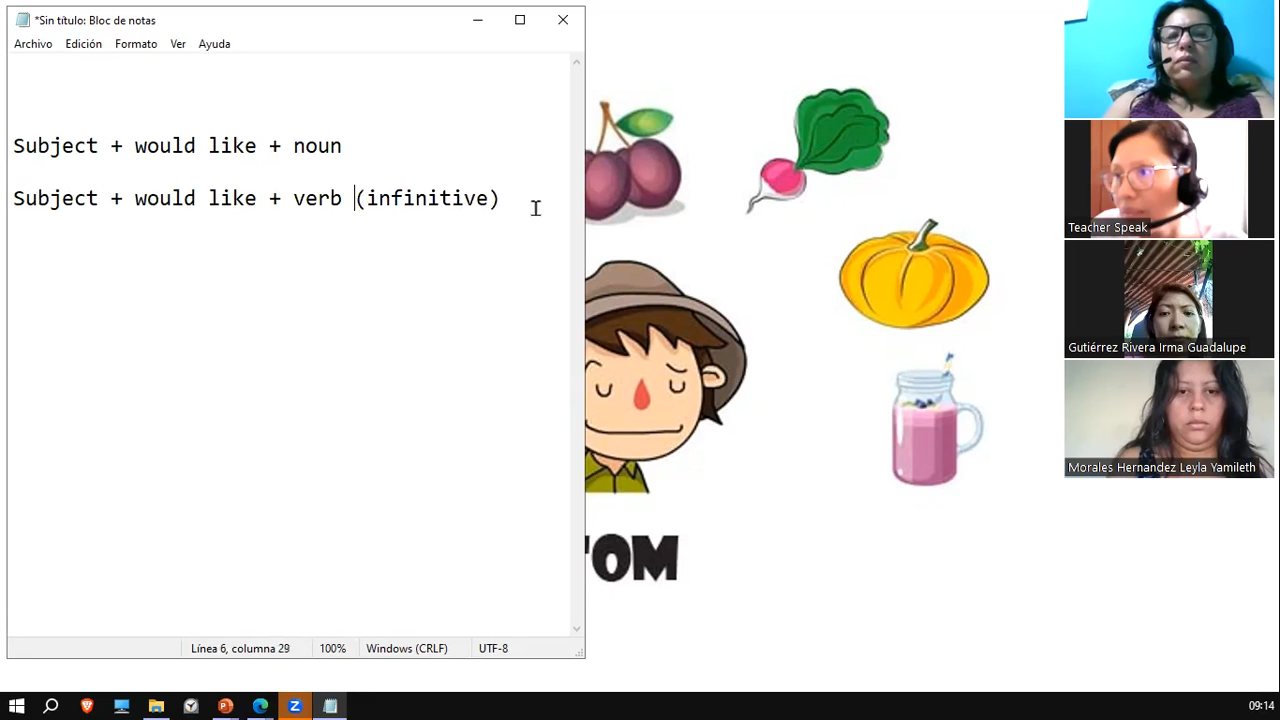 *Sin título: Bloc de notas
Archivo Edición Formato Ver Ayuda
Subject + would like + noun
Subject + would like + verb (infinitive)
TOM
Línea 6, columna 29 100% Windows (CRLF) UTF-8
Teacher Speak
Gutiérrez Rivera Irma Guadalupe
Morales Hernandez Leyla Yamileth
09:14